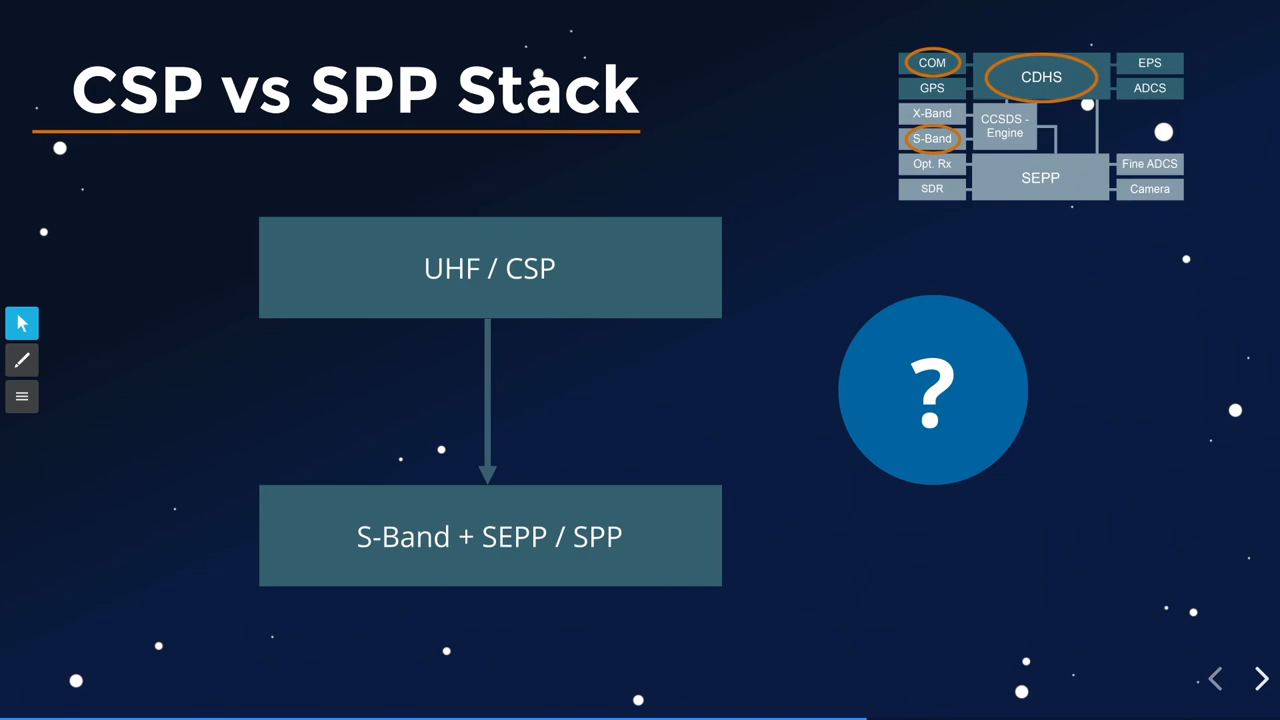 CSP vs SPP Stack
COM
GPS
X-Band
S-Band
Opt. Rx
SDR
CDHS
CCSDS -
Engine
SEPP
EPS
ADCS
Fine ADCS
Camera
UHF / CSP
?
S-Band + SEPP / SPP